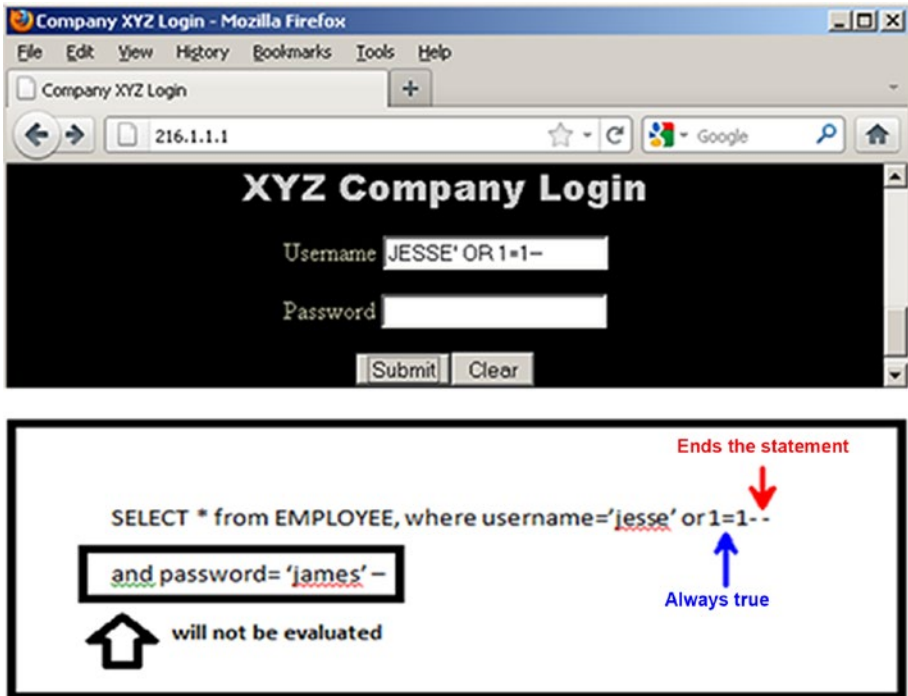 Company XYZ Login - Mozilla Firefox
File Edit View History Bookmarks Tools Help
Company XYZ Login +
216.1.1.1 Google
XYZ Company Login
Username JESSE' OR 1=1--
Password
Submit Clear
Ends the statement
SELECT * from EMPLOYEE, where username='jesse' or 1=1- -
and password= 'james' –
Always true
will not be evaluated